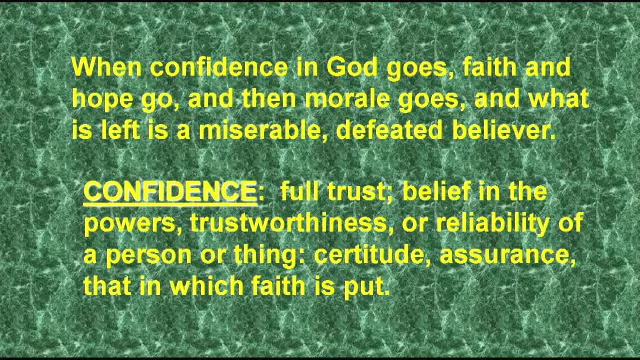 When confidence in God goes, faith and
hope go, and then morale goes, and what
is left is a miserable, defeated believer.
CONFIDENCE:  full trust; belief in the
powers, trustworthiness, or reliability of
a person or thing: certitude, assurance,
that in which faith is put.